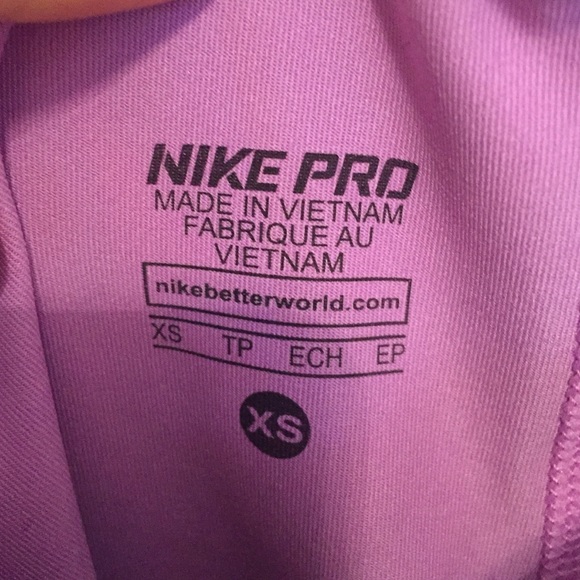 NIKE PRO
MADE IN VIETNAM
FABRIQUE AU
VIETNAM
nikebetterworld.com
XS TP ECH EP
XS